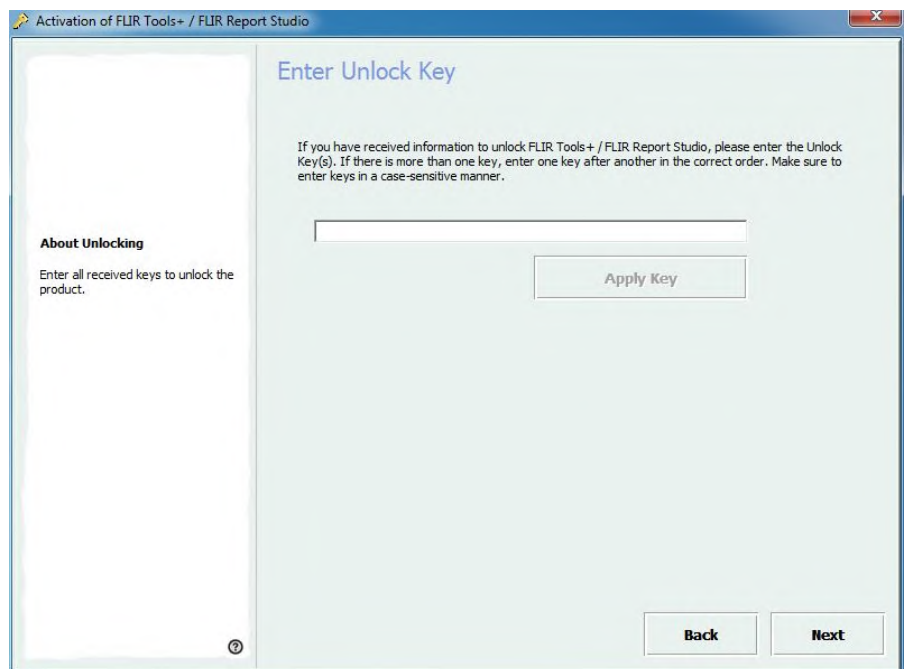 Activation of FLIR Tools+ / FLIR Report Studio
X
Enter Unlock Key
If you have received information to unlock FLIR Tools+ / FLIR Report Studio, please enter the Unlock
Key(s). If there is more than one key, enter one key after another in the correct order. Make sure to
enter keys in a case-sensitive manner.
About Unlocking
Enter all received keys to unlock the
product.
Apply Key
?
Back
Next